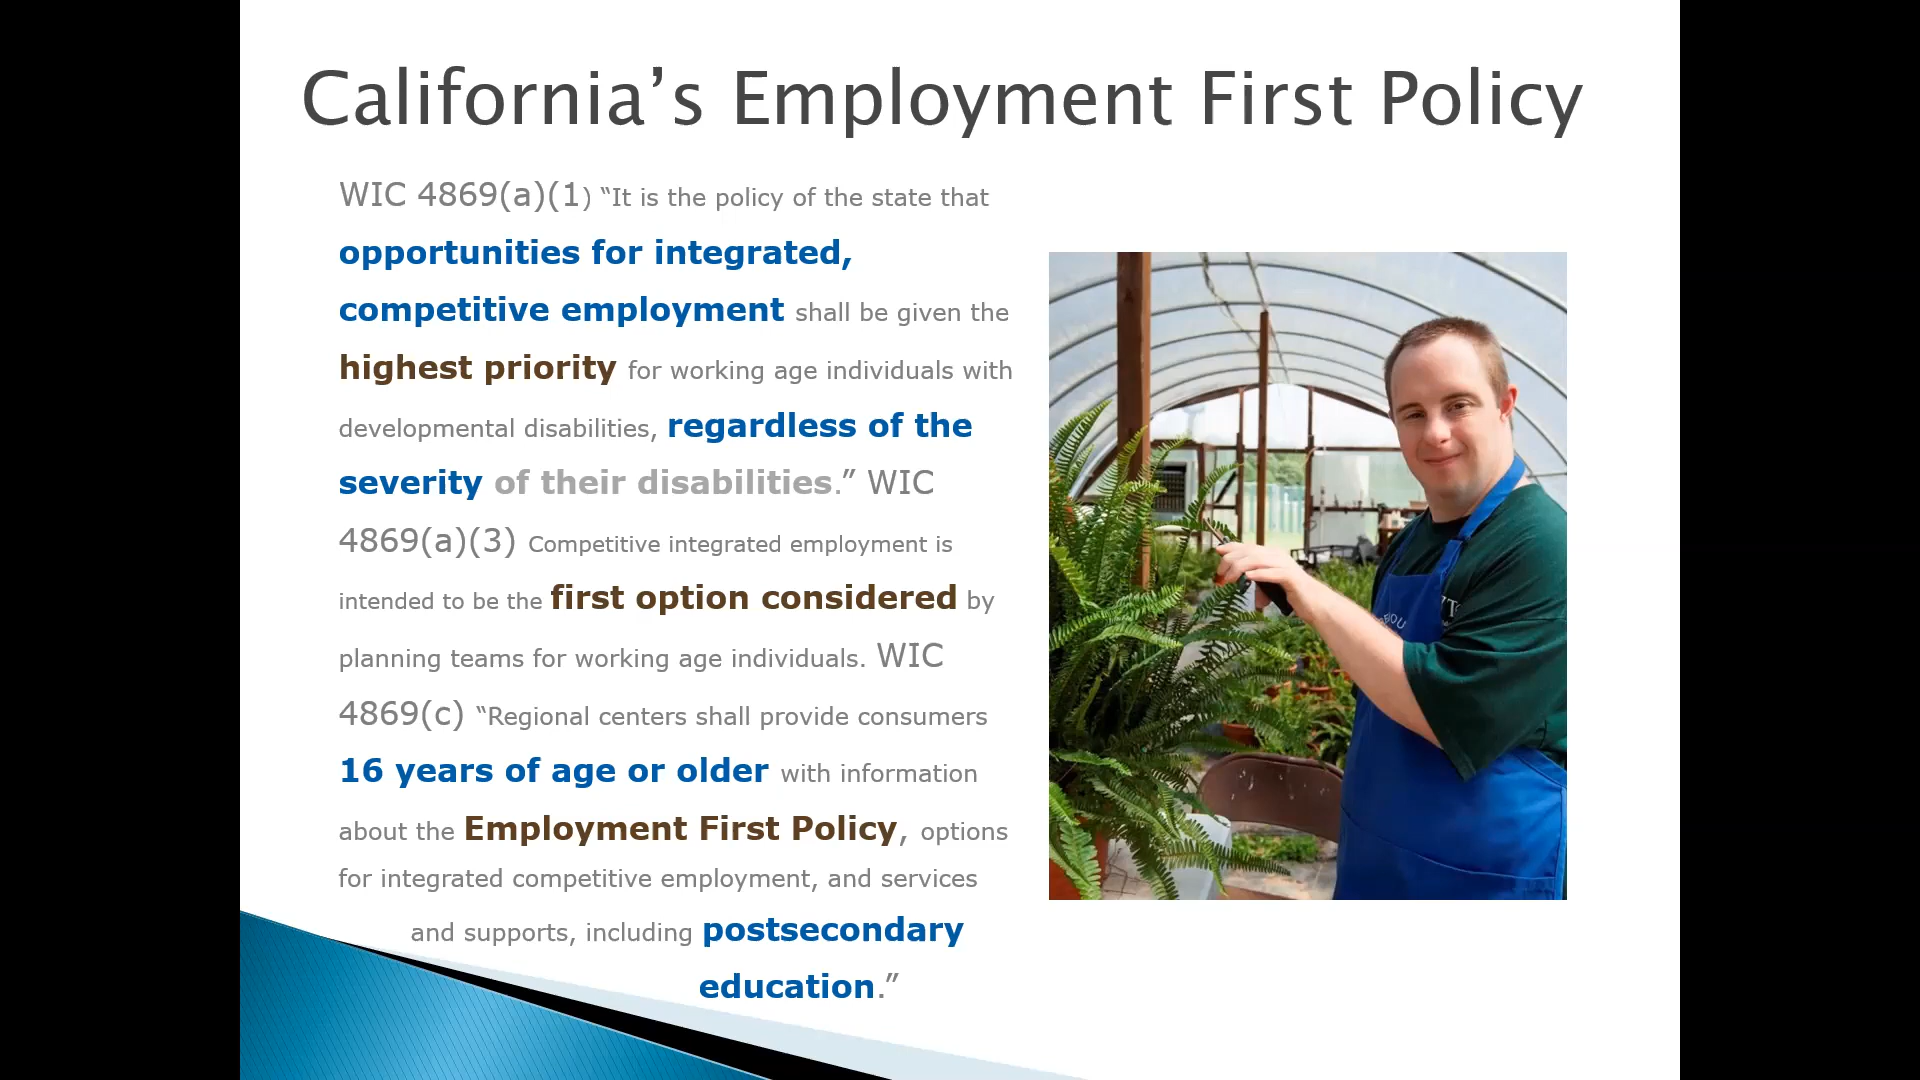 California’s Employment First Policy
WIC 4869(a)(1) “It is the policy of the state that
opportunities for integrated,
competitive employment shall be given the
highest priority for working age individuals with
developmental disabilities, regardless of the
severity of their disabilities.” WIC
4869(a)(3) Competitive integrated employment is
intended to be the first option considered by
planning teams for working age individuals. WIC
4869(c) “Regional centers shall provide consumers
16 years of age or older with information
about the Employment First Policy, options
for integrated competitive employment, and services
and supports, including postsecondary
education.”